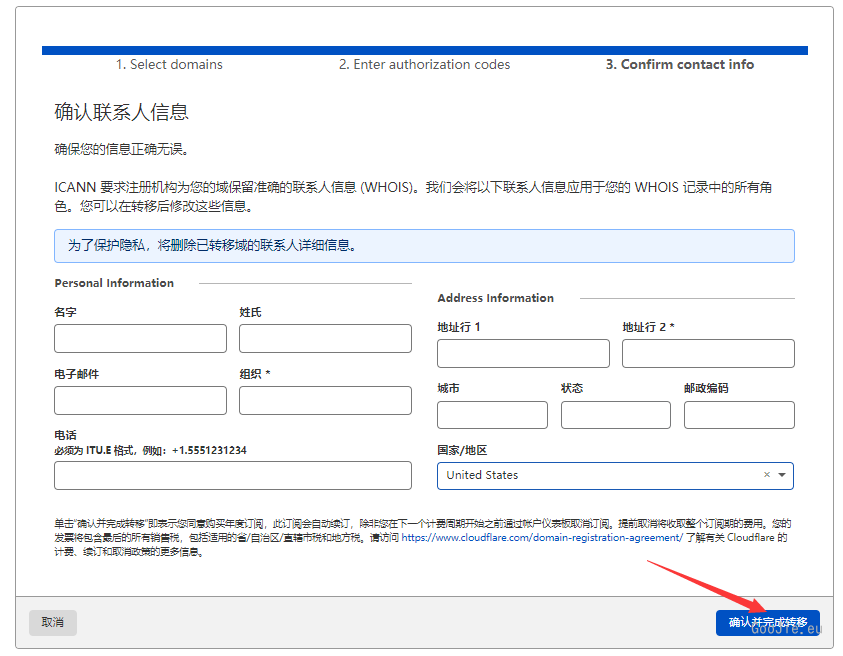 1. Select domains
2. Enter authorization codes
3. Confirm contact info
确认联系人信息
确保您的信息正确无误。
ICANN 要求注册机构为您的域保留准确的联系人信息 (WHOIS)。我们会将以下联系人信息应用于您的 WHOIS 记录中的所有角
色。您可以在转移后修改这些信息。
为了保护隐私，将删除已转移域的联系人详细信息。
Personal Information
名字
姓氏
电子邮件
组织 *
电话
必须为 ITU.E 格式，例如：+1.5551231234
Address Information
地址行 1
地址行 2 *
城市
状态
邮政编码
国家/地区
United States
单击“确认并完成转移”即表示您同意购买年度订阅，此订阅会自动续订，除非您在下一个计费周期开始之前通过帐户仪表板取消订阅。提前取消将收取整个订阅期的费用。您的
发票将包含最后的所有销售税，包括适用的省/自治区/直辖市税和地方税。请访问 https://www.cloudflare.com/domain-registration-agreement/ 了解有关 Cloudflare 的
计费、续订和取消政策的更多信息。
取消
确认并完成转移
GooJie.eu